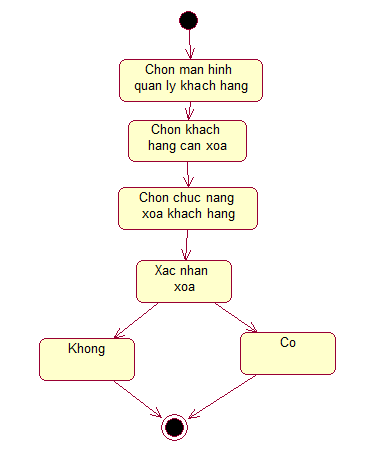 Chon man hinh
quan ly khach hang
Chon khach
hang can xoa
Chon chuc nang
xoa khach hang
Xac nhan
xoa
Khong
Co